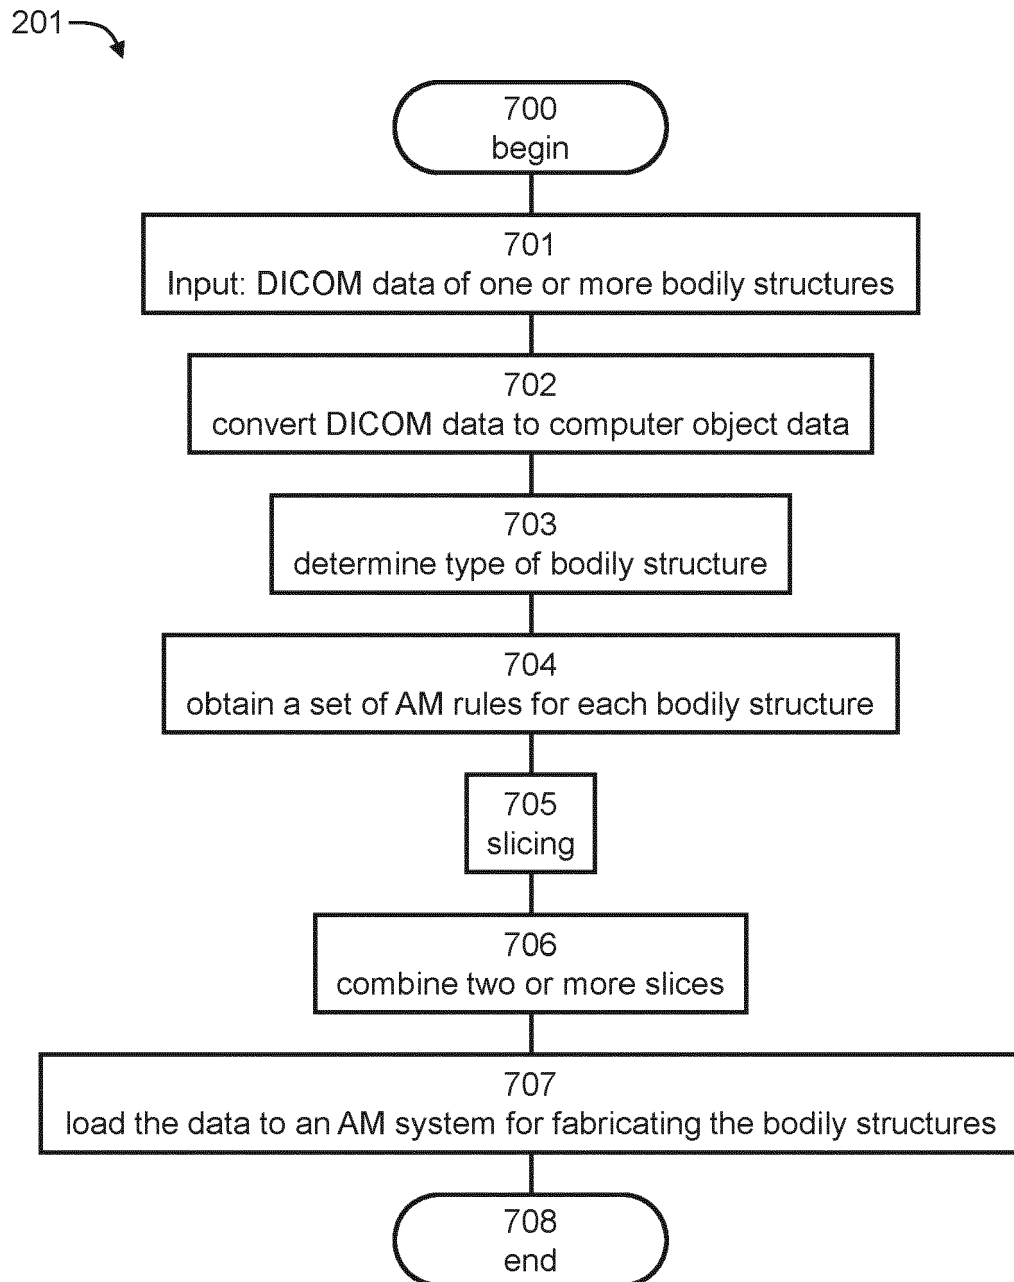 201
700
begin
701
Input: DICOM data of one or more bodily structures
702
convert DICOM data to computer object data
703
determine type of bodily structure
704
obtain a set of AM rules for each bodily structure
705
slicing
706
combine two or more slices
707
load the data to an AM system for fabricating the bodily structures
708
end